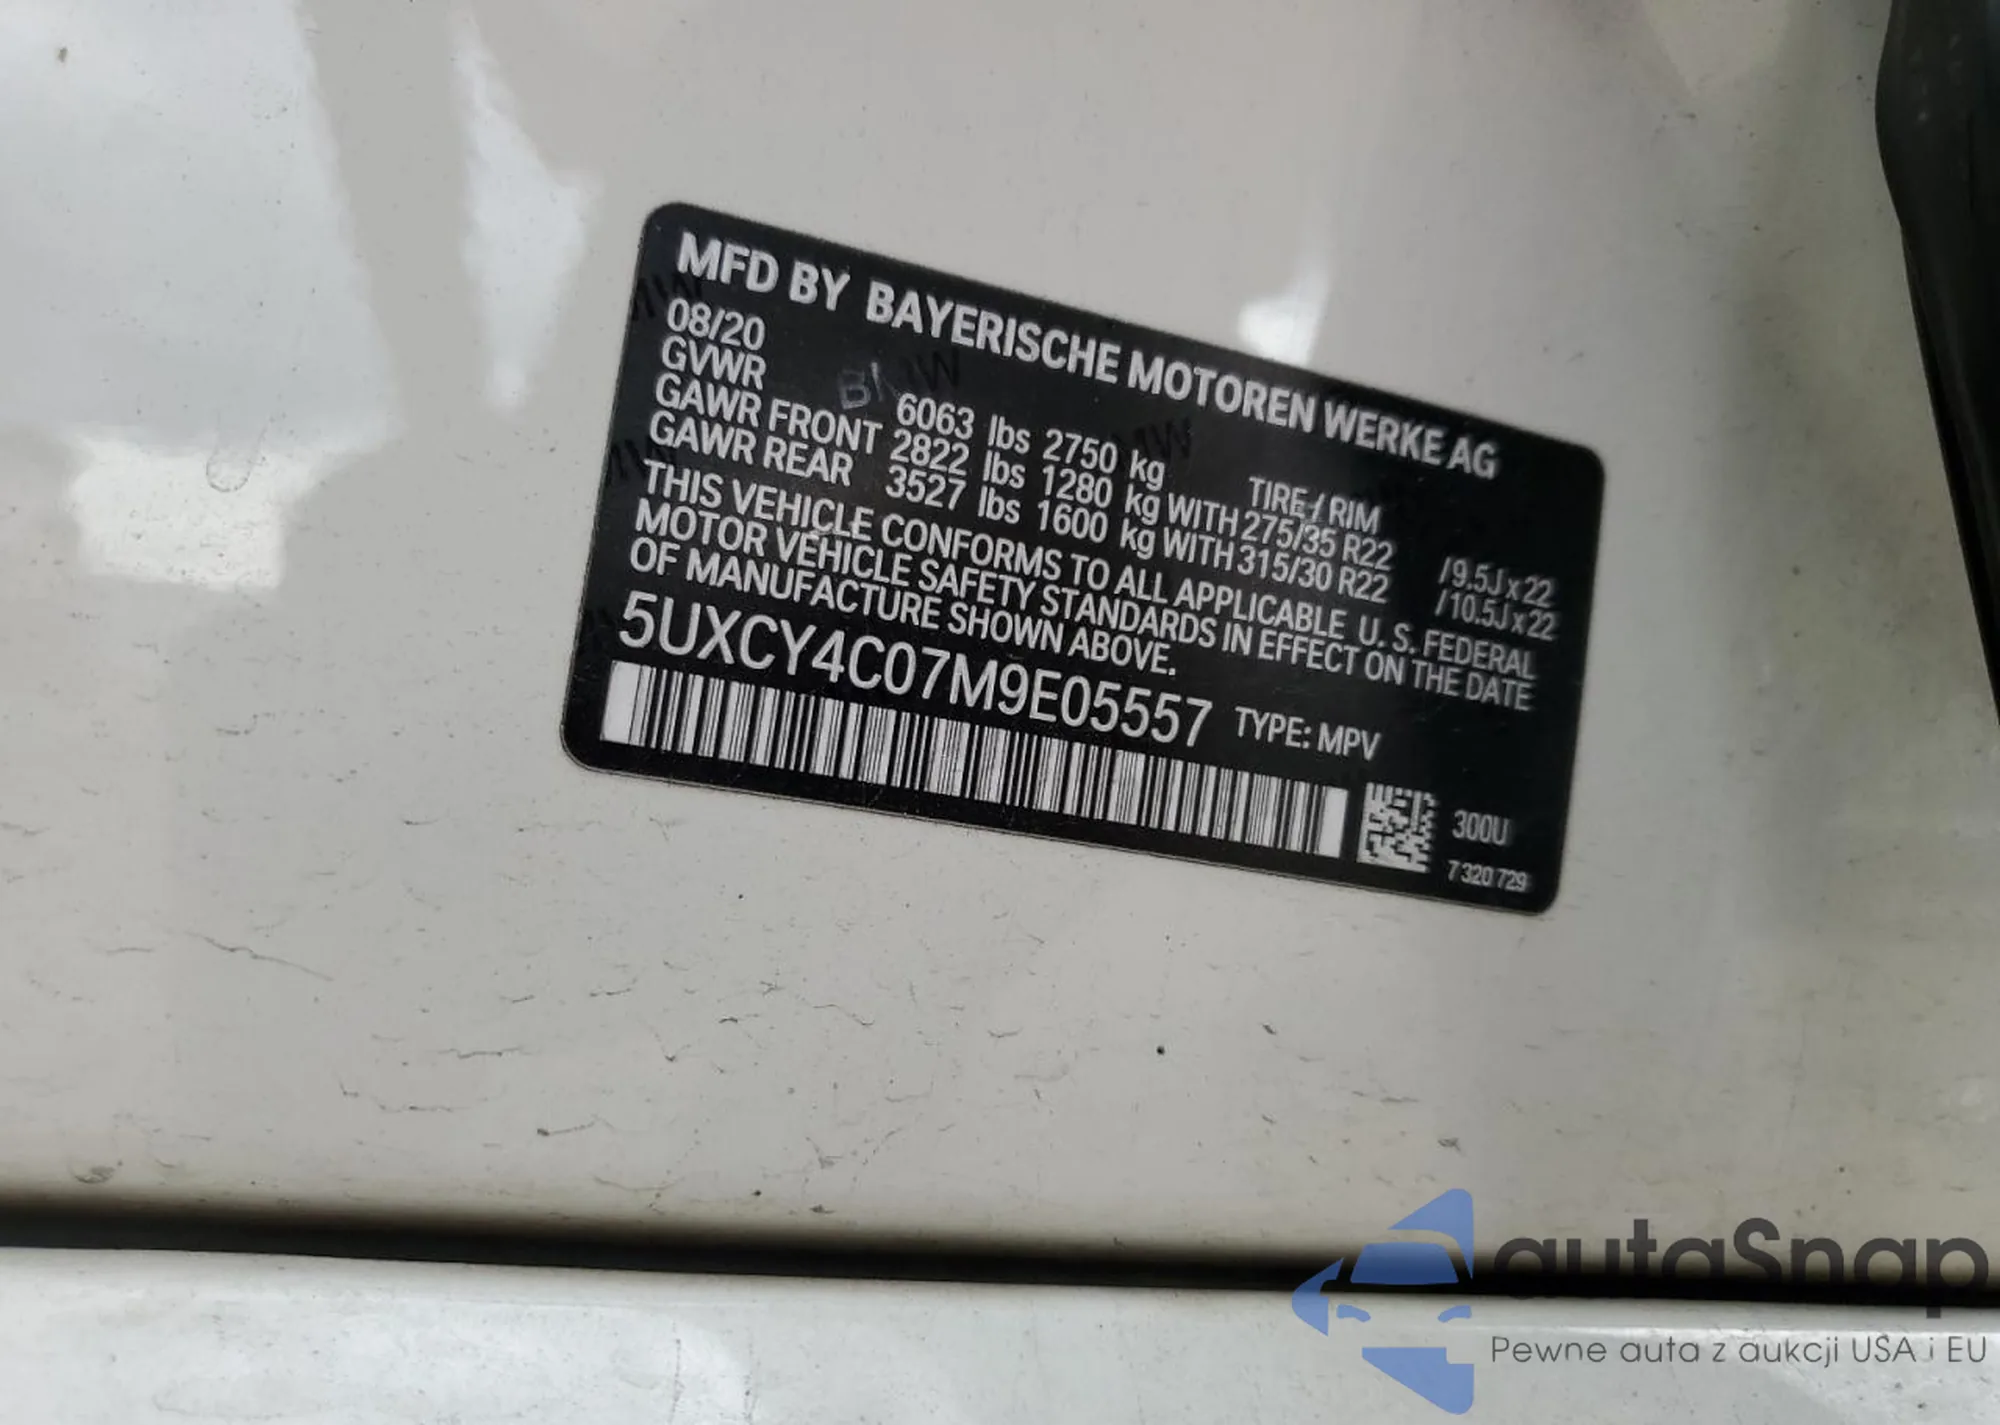 MFD BY BAYERISCHE MOTOREN WERKE AG
08/20
GVWR 6063 lbs 2750 kg TIRE / RIM
GAWR FRONT 2822 lbs 1280 kg WITH 275/35 R22 /9.5J x 22
GAWR REAR 3527 lbs 1600 kg WITH 315/30 R22 /10.5J x 22
THIS VEHICLE CONFORMS TO ALL APPLICABLE U. S. FEDERAL
MOTOR VEHICLE SAFETY STANDARDS IN EFFECT ON THE DATE
OF MANUFACTURE SHOWN ABOVE.
5UXCY4C07M9E05557 TYPE: MPV
300U
7 320 729
autaSnap
Pewne auta z aukcji USA i EU